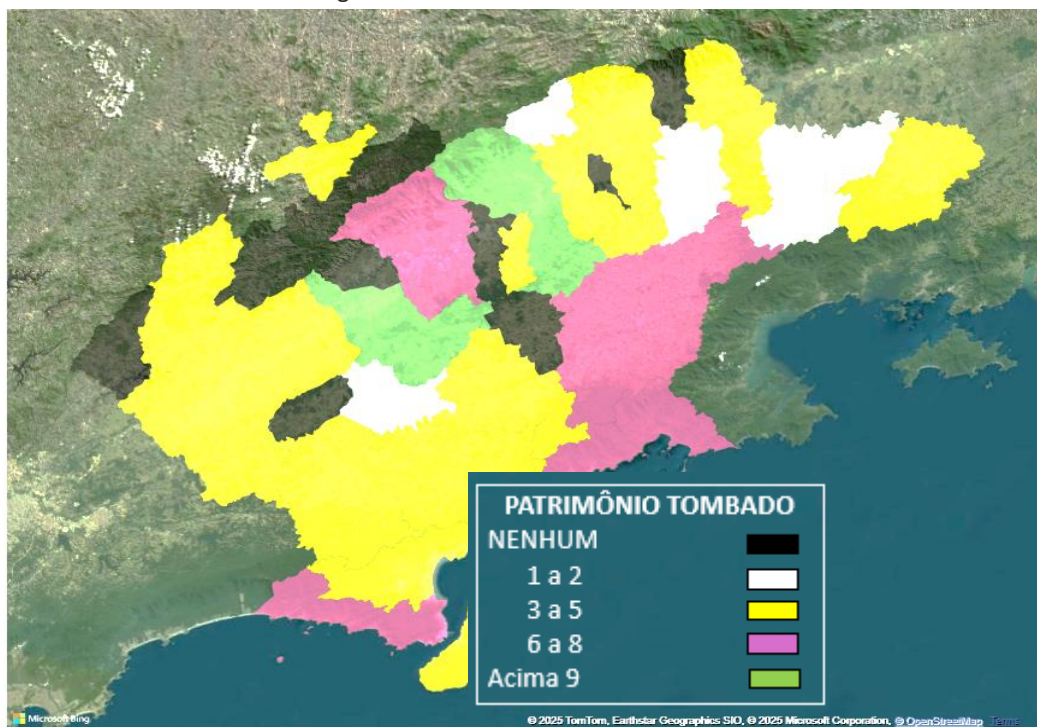 PATRIMÔNIO TOMBADO
NENHUM
1 a 2
3 a 5
6 a 8
Acima 9
Microsoft Bing
© 2025 TomTom, Earthstar Geographics SIO, © 2025 Microsoft Corporation, © OpenStreetMap Terms